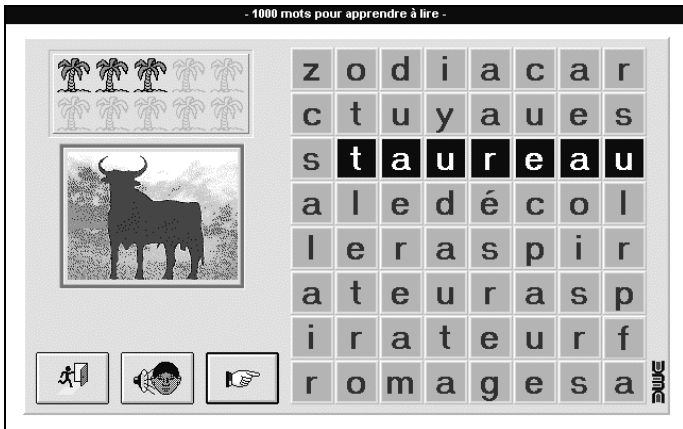 - 1000 mots pour apprendre à lire -
z o d i a c a r
c t u y a u e s
s t a u r e a u
a l e d é c o l
l e r a s p i r
a t e u r a s p
i r a t e u r f
r o m a g e s a